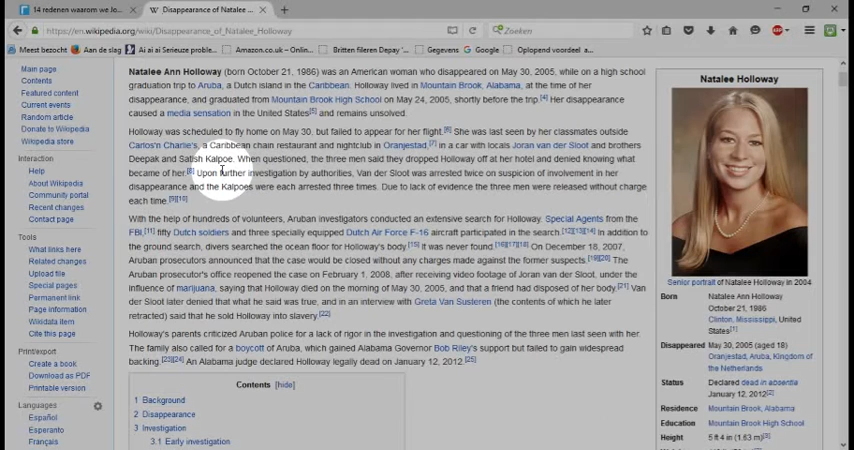 14 redenen waarom we Jo...
Disappearance of Natalee ...
https://en.wikipedia.org/wiki/Disappearance_of_Natalee_Holloway
Zoeken
Meest bezocht
Aan de slag
Ai ai ai Serieuze proble...
Amazon.co.uk – Onlin...
Britten fileren Depay ...
Gegevens
Google
Oplopend voordeel a...
Main page
Contents
Featured content
Current events
Random article
Donate to Wikipedia
Wikipedia store
Interaction
Help
About Wikipedia
Community portal
Recent changes
Contact page
Tools
What links here
Related changes
Upload file
Special pages
Permanent link
Page information
Wikidata item
Cite this page
Print/export
Create a book
Download as PDF
Printable version
Languages
Español
Esperanto
Français
Natalee Ann Holloway (born October 21, 1986) was an American woman who disappeared on May 30, 2005, while on a high school
graduation trip to Aruba, a Dutch island in the Caribbean. Holloway lived in Mountain Brook, Alabama, at the time of her
disappearance, and graduated from Mountain Brook High School on May 24, 2005, shortly before the trip.[4] Her disappearance
caused a media sensation in the United States[5] and remains unsolved.
Holloway was scheduled to fly home on May 30, but failed to appear for her flight.[6] She was last seen by her classmates outside
Carlos'n Charlie's, a Caribbean chain restaurant and nightclub in Oranjestad,[7] in a car with locals Joran van der Sloot and brothers
Deepak and Satish Kalpoe. When questioned, the three men said they dropped Holloway off at her hotel and denied knowing what
became of her.[8] Upon further investigation by authorities, Van der Sloot was arrested twice on suspicion of involvement in her
disappearance and the Kalpoes were each arrested three times. Due to lack of evidence the three men were released without charge
each time.[9][10]
With the help of hundreds of volunteers, Aruban investigators conducted an extensive search for Holloway. Special Agents from the
FBI,[11] fifty Dutch soldiers and three specially equipped Dutch Air Force F-16 aircraft participated in the search.[12][13][14] In addition to
the ground search, divers searched the ocean floor for Holloway's body.[15] It was never found.[16][17][18] On December 18, 2007,
Aruban prosecutors announced that the case would be closed without any charges made against the former suspects.[19][20] The
Aruban prosecutor's office reopened the case on February 1, 2008, after receiving video footage of Joran van der Sloot, under the
influence of marijuana, saying that Holloway died on the morning of May 30, 2005, and that a friend had disposed of her body.[21] Van
der Sloot later denied that what he said was true, and in an interview with Greta Van Susteren (the contents of which he later
retracted) said that he sold Holloway into slavery.[22]
Holloway's parents criticized Aruban police for a lack of rigor in the investigation and questioning of the three men last seen with her.
The family also called for a boycott of Aruba, which gained Alabama Governor Bob Riley's support but failed to gain widespread
backing.[23][24] An Alabama judge declared Holloway legally dead on January 12, 2012.[25]
Contents [hide]
1 Background
2 Disappearance
3 Investigation
3.1 Early investigation
Natalee Holloway
Senior portrait of Natalee Holloway in 2004
Born Natalee Ann Holloway
October 21, 1986
Clinton, Mississippi, United
States[1]
Disappeared May 30, 2005 (aged 18)
Oranjestad, Aruba, Kingdom of
the Netherlands
Status Declared dead in absentia
January 12, 2012[2]
Residence Mountain Brook, Alabama
Education Mountain Brook High School
Height 5 ft 4 in (1.63 m)[3]